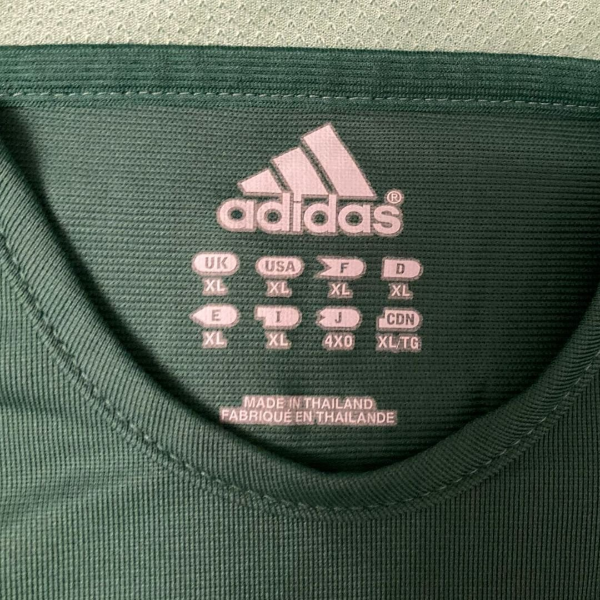 adidas®
UK USA F D
XL XL XL XL
E I J CDN
XL XL 4XO XL/TG
MADE IN THAILAND
FABRIQUÉ EN THAILANDE